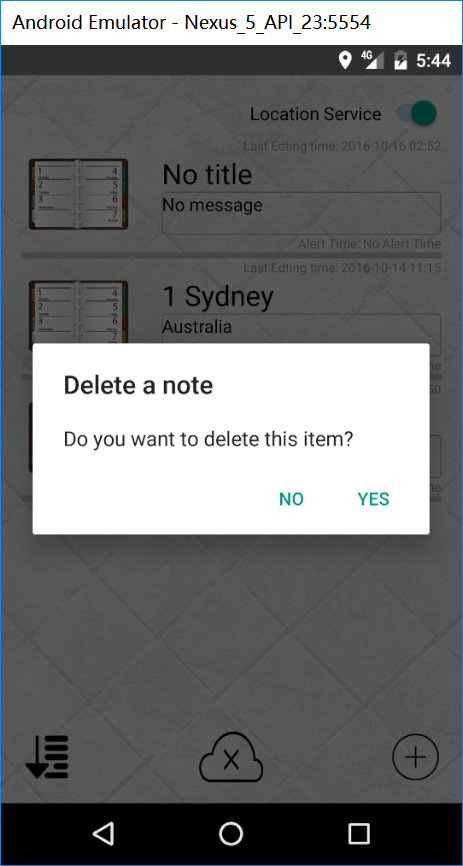 Android Emulator - Nexus_5_API_23:5554
4G
5:44
Location Service
Last Edting time: 2016-10-16 02:52
No title
No message
Alert Time: No Alert Time
Last Edting time: 2016-10-14 11:15
1 Sydney
Australia
Delete a note
Do you want to delete this item?
NO
YES
X